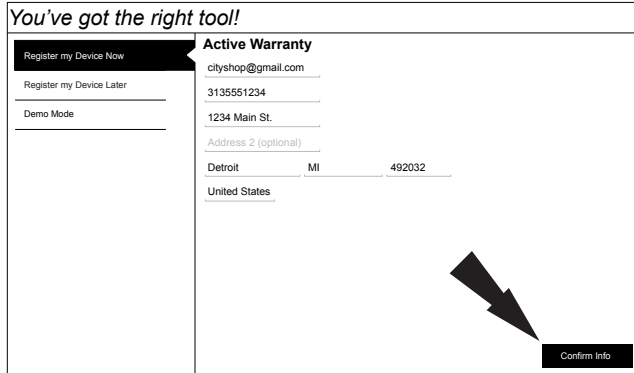 You've got the right tool!
Register my Device Now
Register my Device Later
Demo Mode
Active Warranty
cityshop@gmail.com
3135551234
1234 Main St.
Address 2 (optional)
Detroit MI 492032
United States
Confirm Info